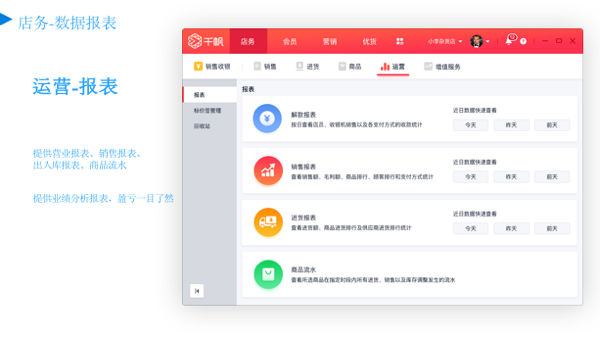 店务-数据报表
运营-报表
提供营业报表、销售报表、
出入库报表、商品流水
提供业绩分析报表、盈亏一目了然
千帆
店务
会员
营销
优货
小李杂货店
12
销售收银
销售
进货
商品
运营
增值服务
报表
标价签管理
回收站
报表
解款报表
按日查看店员、收银机销售以及各支付方式的收款统计
近日数据快速查看
今天
昨天
前天
销售报表
查看销售额、毛利额、商品排行、顾客排行和支付方式统计
近日数据快速查看
今天
昨天
前天
进货报表
查看进货额、商品进货排行及供应商进货排行统计
近日数据快速查看
今天
昨天
前天
商品流水
查看所选商品在指定时间段内所有进货、销售以及库存调整发生的流水